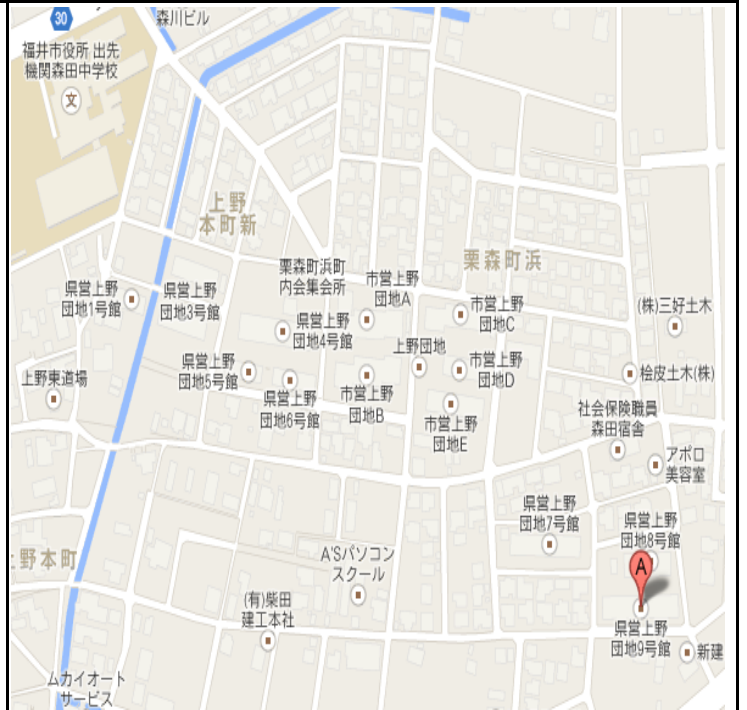 30
森川ビル
福井市役所 出先
機関森田中学校
文
上野
本町新
栗森町浜町
内会集会所
栗森町浜
県営上野
団地1号館
県営上野
団地3号館
県営上野
団地4号館
市営上野
団地A
市営上野
団地C
(株)三好土木
上野東道場
県営上野
団地5号館
県営上野
団地6号館
市営上野
団地B
上野団地
市営上野
団地D
市営上野
団地E
桧皮土木(株)
社会保険職員
森田宿舎
アポロ
美容室
県営上野
団地7号館
県営上野
団地8号館
上野本町
A'Sパソコン
スクール
(有)柴田
建工本社
A
県営上野
団地9号館
新建
ムカイオート
サービス